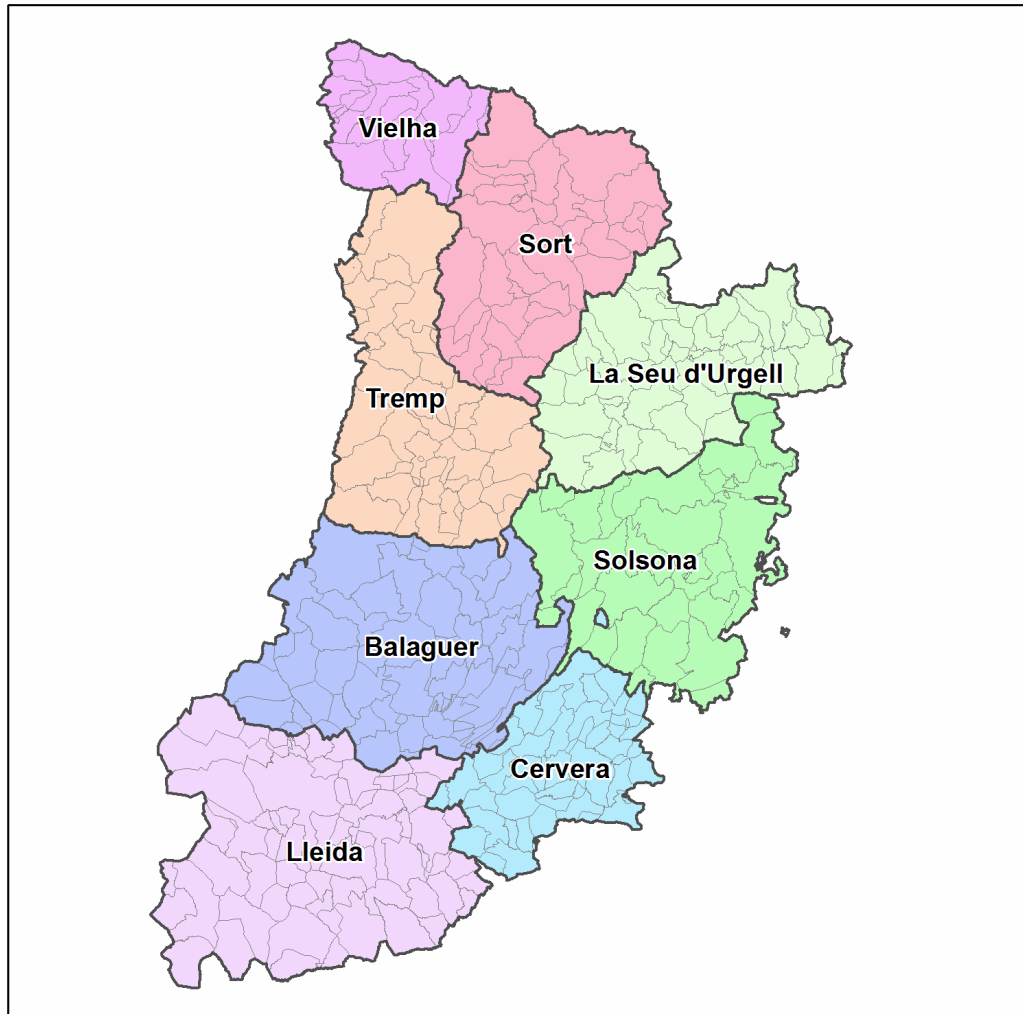 Vielha
Sort
La Seu d'Urgell
Tremp
Solsona
Balaguer
Cervera
Lleida